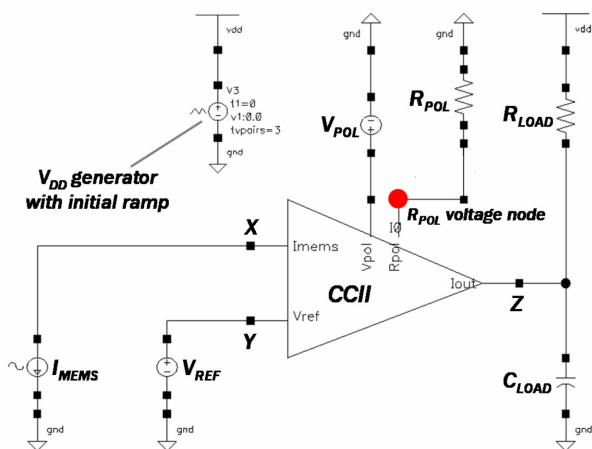 vdd
gnd
gnd
vdd
V3
t1=0
v1:0.0
tvpairs=3
gnd
V_POL
R_POL
R_LOAD
V_DD generator
with initial ramp
R_POL voltage node
I0
X
Imems
Vpol
Rpol
CCII
Iout
Z
Vref
Y
I_MEMS
V_REF
C_LOAD
gnd
gnd
gnd